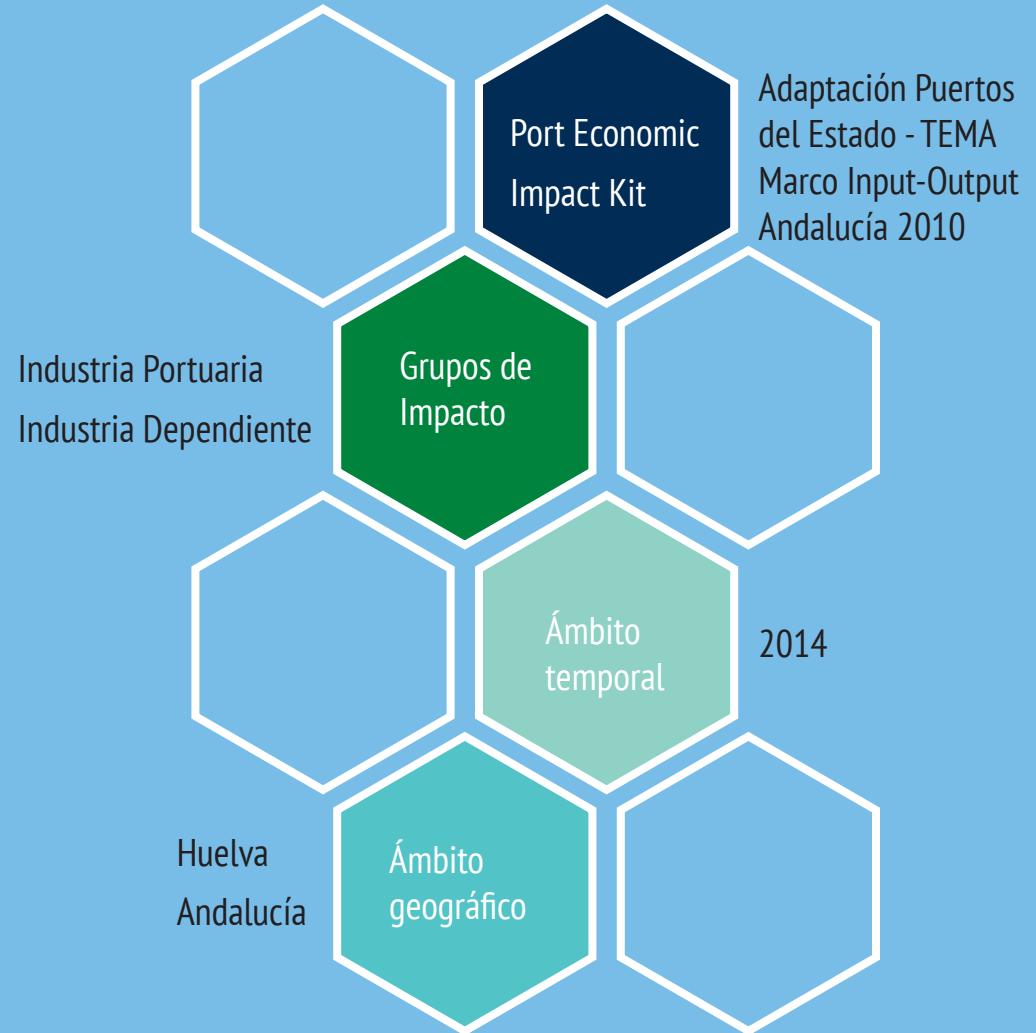 Port Economic
Impact Kit
Adaptación Puertos
del Estado - TEMA
Marco Input-Output
Andalucía 2010
Industria Portuaria
Industria Dependiente
Grupos de
Impacto
Ámbito
temporal
2014
Huelva
Andalucía
Ámbito
geográfico